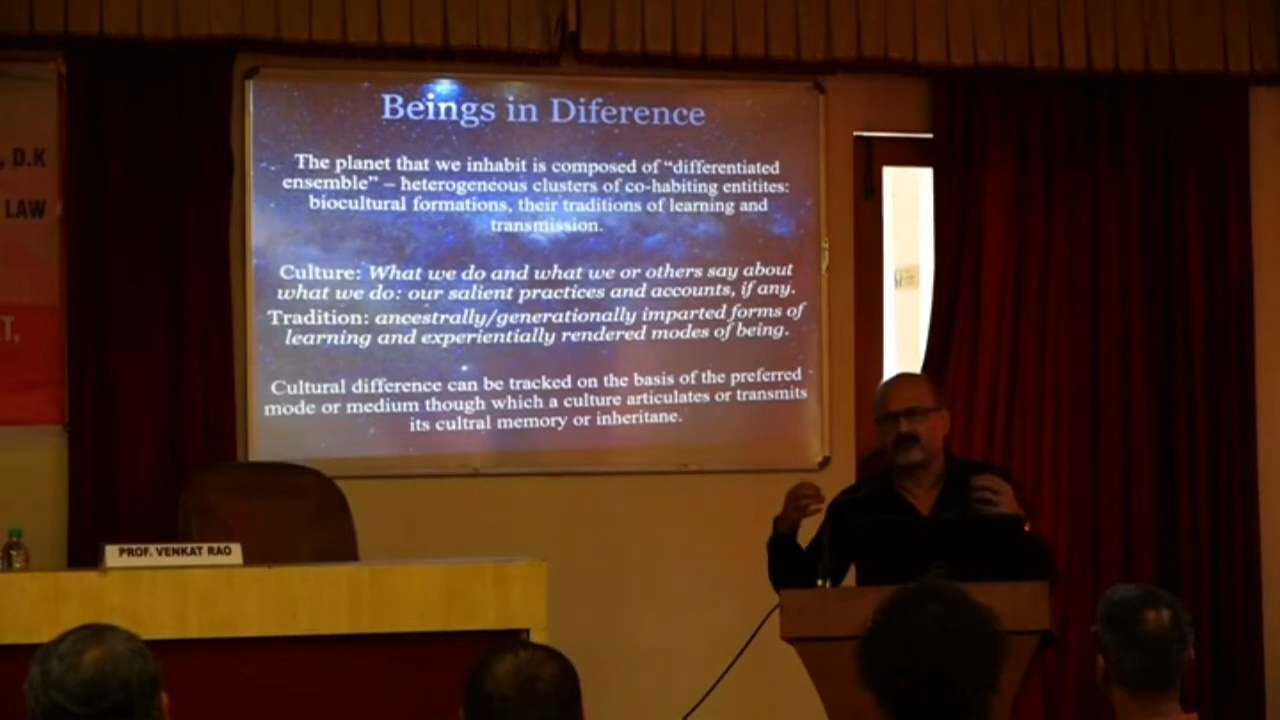 Beings in Diference
The planet that we inhabit is composed of “differentiated
ensemble” – heterogeneous clusters of co-habiting entitites:
biocultural formations, their traditions of learning and
transmission.
Culture: What we do and what we or others say about
what we do: our salient practices and accounts, if any.
Tradition: ancestrally/generationally imparted forms of
learning and experientially rendered modes of being.
Cultural difference can be tracked on the basis of the preferred
mode or medium though which a culture articulates or transmits
its cultral memory or inheritane.
, D.K
LAW
T,
PROF. VENKAT RAO